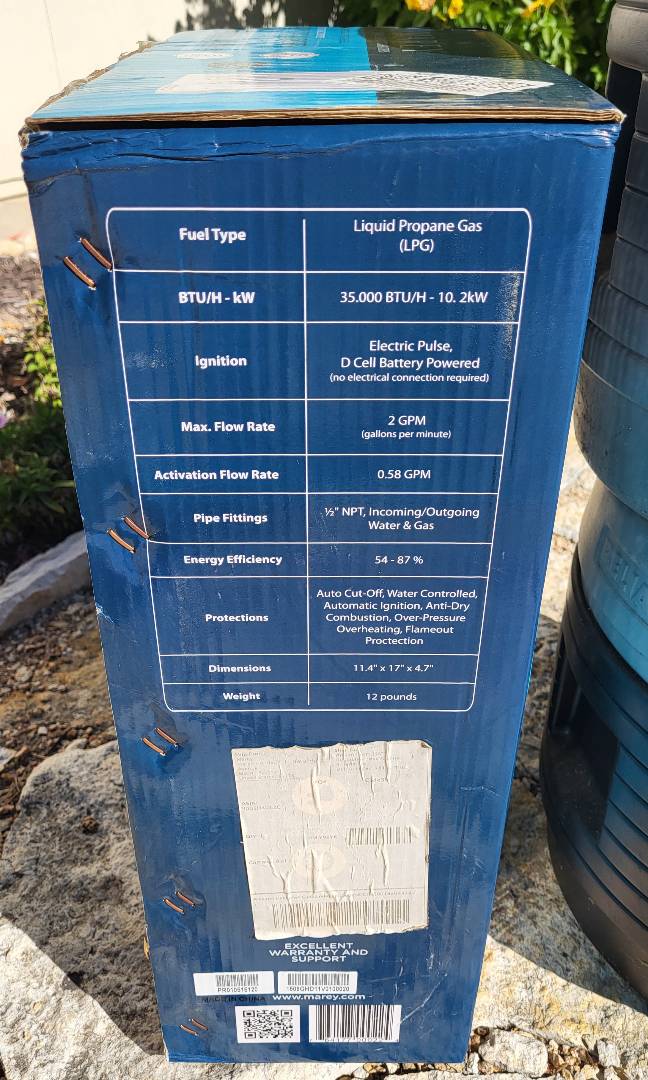 Fuel Type
Liquid Propane Gas
(LPG)
BTU/H - kW
35.000 BTU/H - 10. 2kW
Ignition
Electric Pulse,
D Cell Battery Powered
(no electrical connection required)
Max. Flow Rate
2 GPM
(gallons per minute)
Activation Flow Rate
0.58 GPM
Pipe Fittings
½" NPT, Incoming/Outgoing
Water & Gas
Energy Efficiency
54 - 87 %
Protections
Auto Cut-Off, Water Controlled,
Automatic Ignition, Anti-Dry
Combustion, Over-Pressure
Overheating, Flameout
Proctection
Dimensions
11.4" x 17" x 4.7"
Weight
12 pounds
EXCELLENT
WARRANTY AND
SUPPORT
MADE IN CHINA
www.marey.com